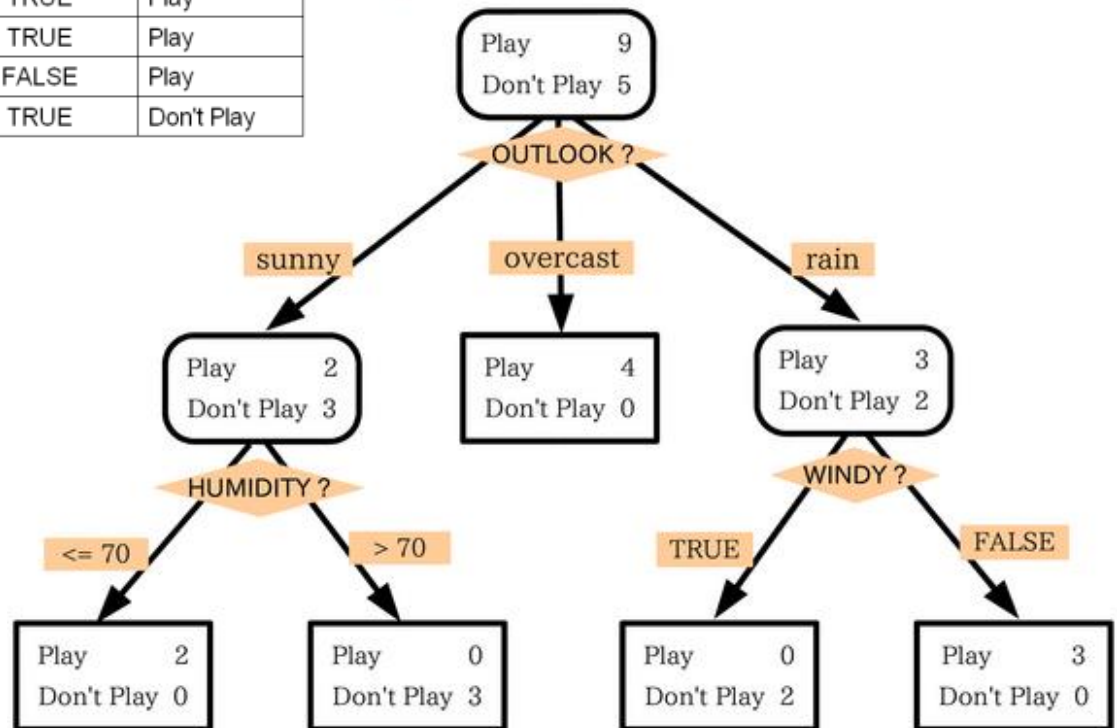 TRUE Play
TRUE Play
FALSE Play
TRUE Don't Play
Play 9
Don't Play 5
OUTLOOK ?
sunny
overcast
rain
Play 2
Don't Play 3
Play 4
Don't Play 0
Play 3
Don't Play 2
HUMIDITY ?
WINDY ?
<= 70
> 70
TRUE
FALSE
Play 2
Don't Play 0
Play 0
Don't Play 3
Play 0
Don't Play 2
Play 3
Don't Play 0